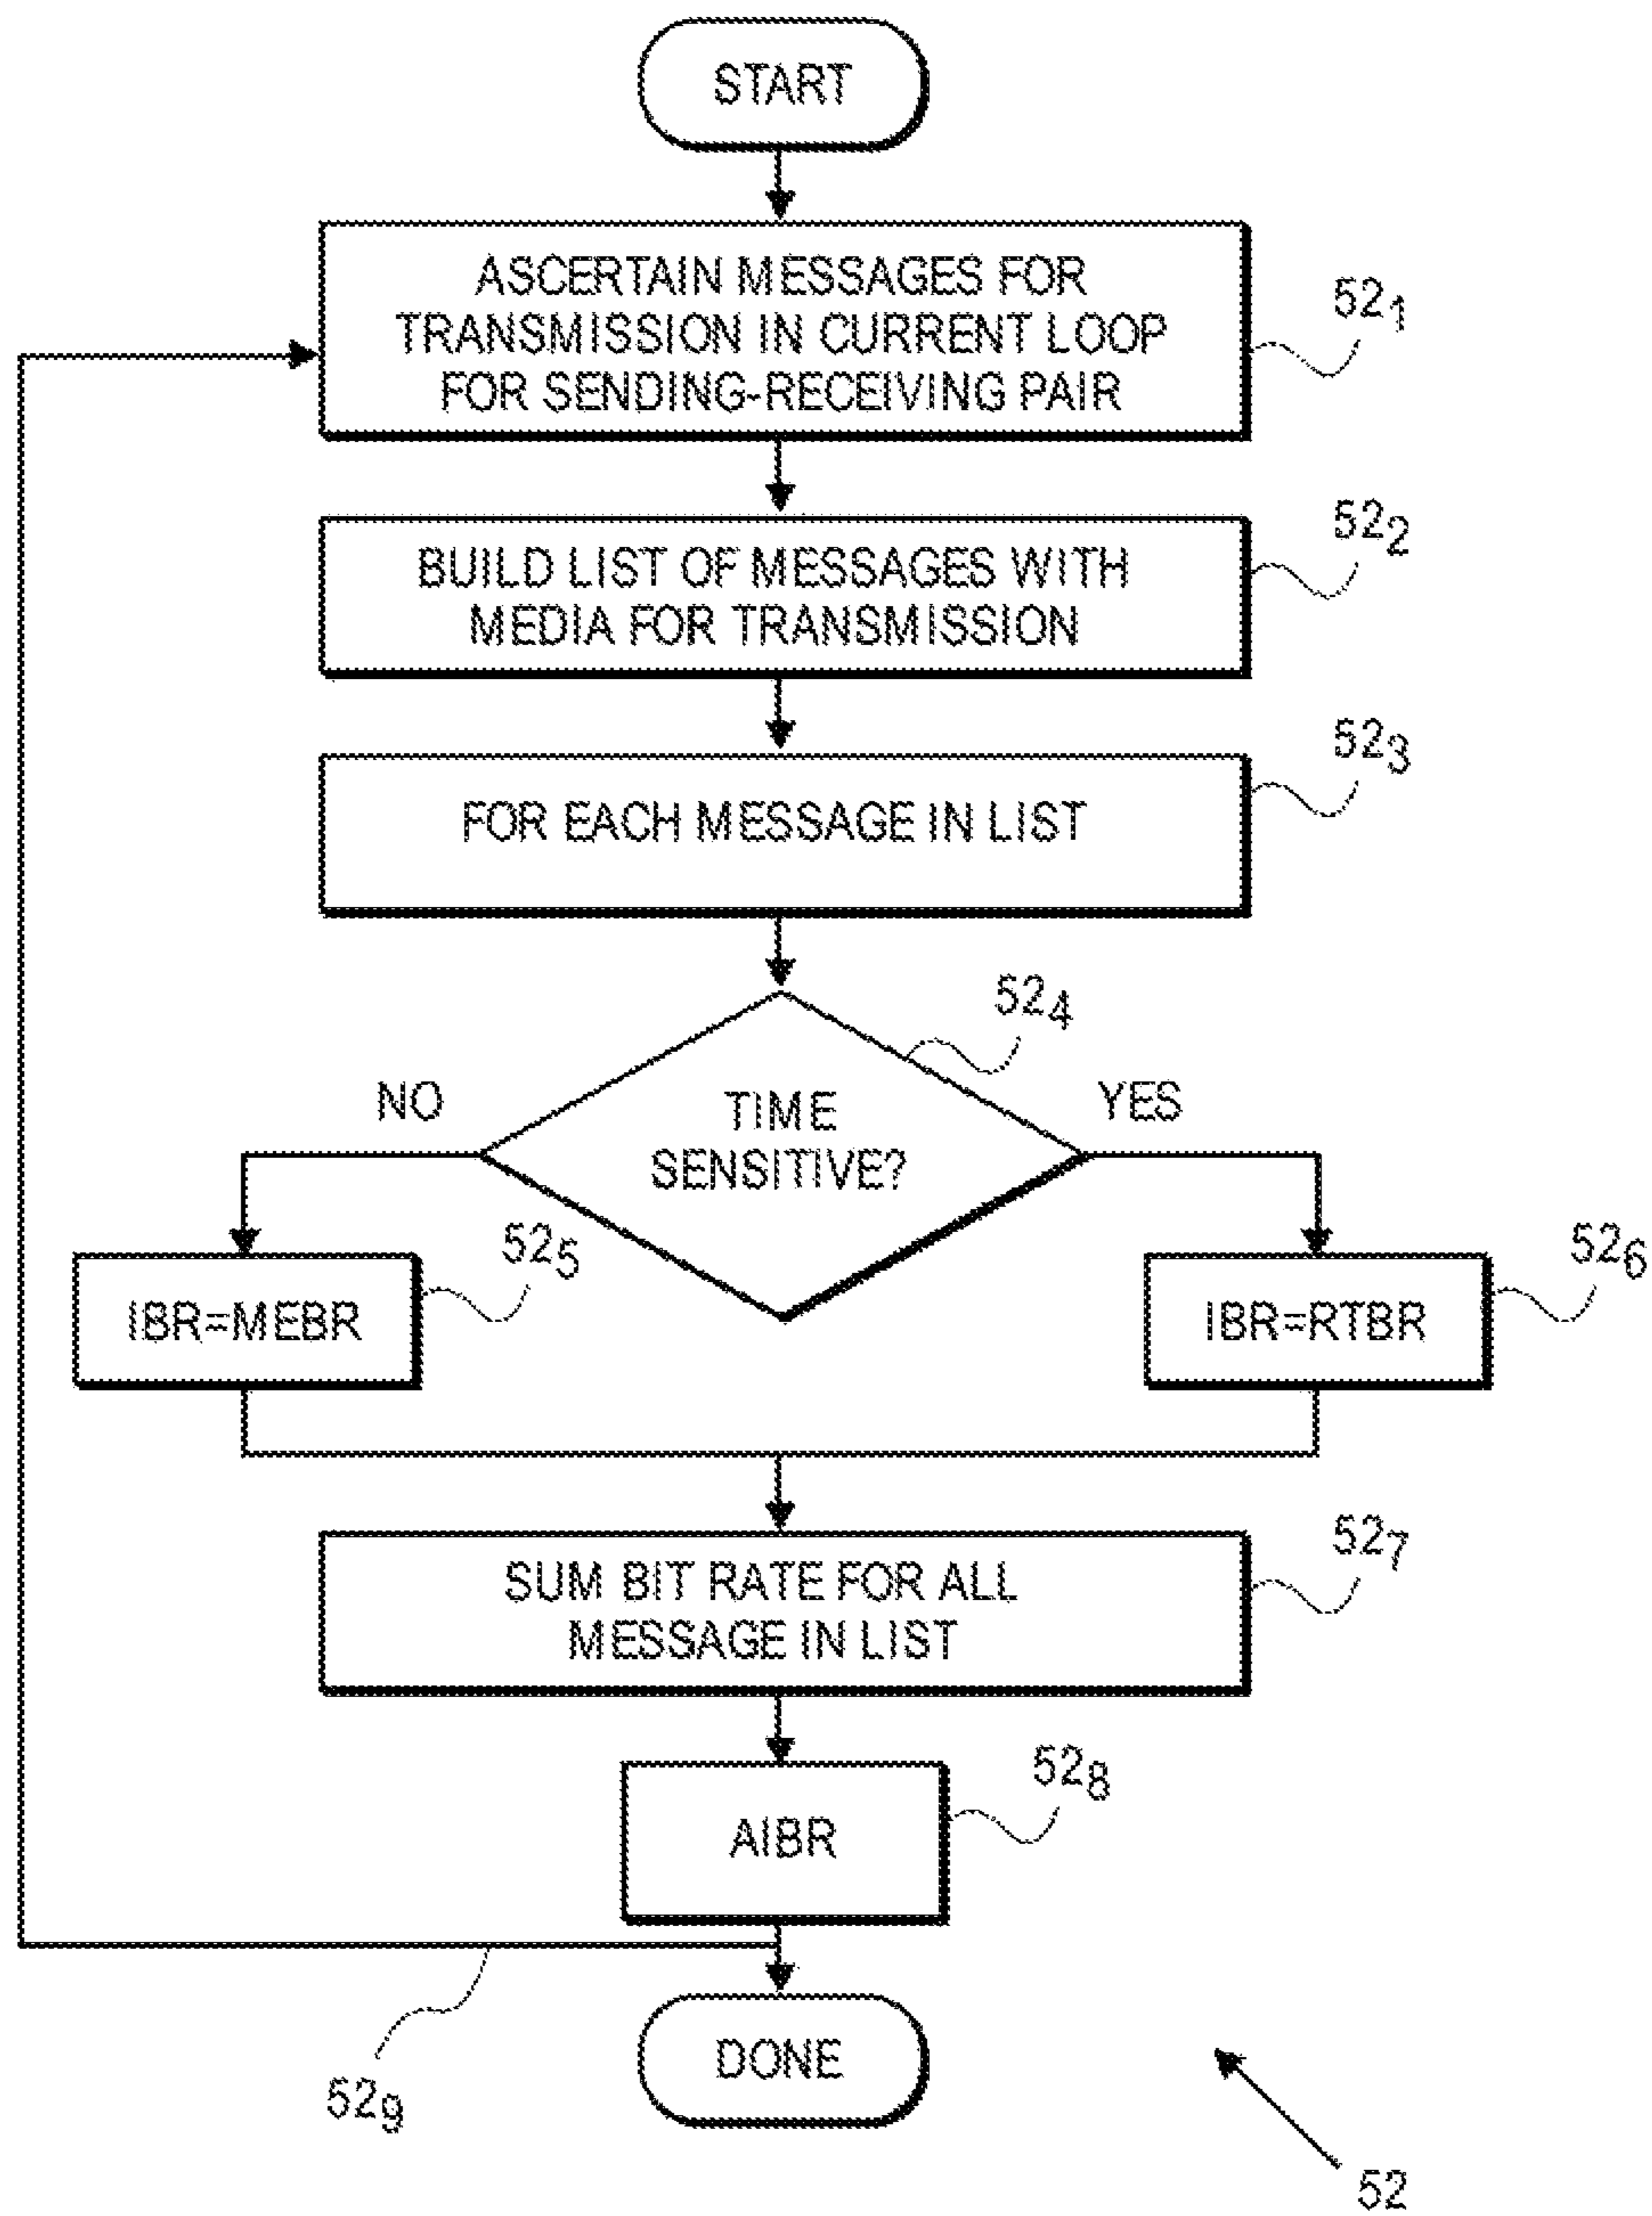 START
ASCERTAIN MESSAGES FOR
TRANSMISSION IN CURRENT LOOP
FOR SENDING-RECEIVING PAIR
52₁
BUILD LIST OF MESSAGES WITH
MEDIA FOR TRANSMISSION
52₂
FOR EACH MESSAGE IN LIST
52₃
52₄
TIME
SENSITIVE?
NO
YES
IBR=MEBR
52₅
IBR=RTBR
52₆
SUM BIT RATE FOR ALL
MESSAGE IN LIST
52₇
AIBR
52₈
52₉
DONE
52